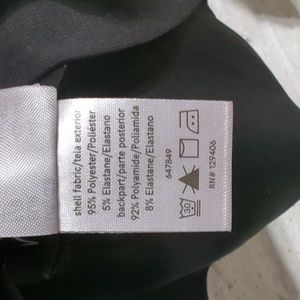 shell fabric/tela exterior
95% Polyester/Poliéster
5% Elastane/Elastano
backpart/parte posterior
92% Polyamide/Poliamida
8% Elastane/Elastano
647849
30
RN# 129406